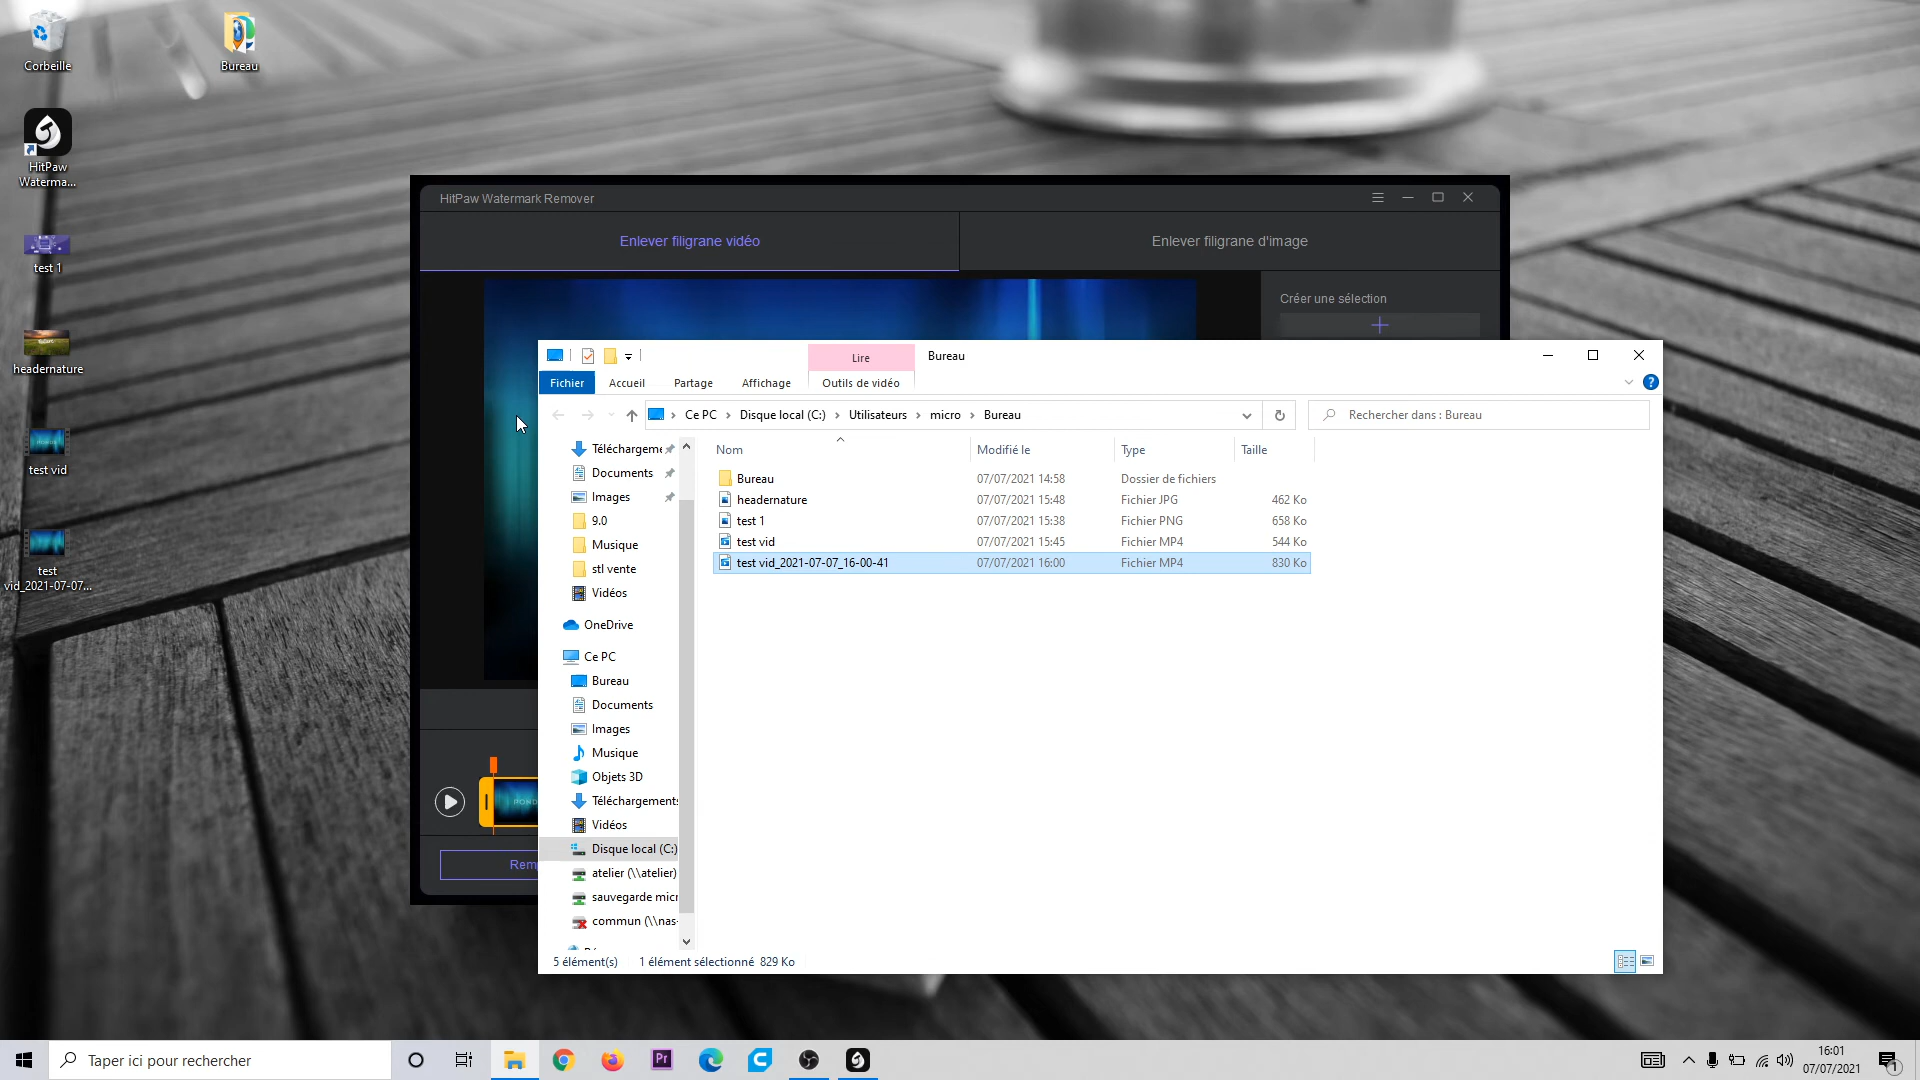 Corbeille
Bureau
HitPaw
Waterma...
test 1
headernature
test vid
test
vid_2021-07-07...
HitPaw Watermark Remover
Enlever filigrane vidéo
Enlever filigrane d'image
Créer une sélection
Lire
Bureau
Fichier
Accueil
Partage
Affichage
Outils de vidéo
Ce PC
Disque local (C:)
Utilisateurs
micro
Bureau
Rechercher dans : Bureau
Nom
Modifié le
Type
Taille
Bureau
07/07/2021 14:58
Dossier de fichiers
headernature
07/07/2021 15:48
Fichier JPG
462 Ko
test 1
07/07/2021 15:38
Fichier PNG
658 Ko
test vid
07/07/2021 15:45
Fichier MP4
544 Ko
test vid_2021-07-07_16-00-41
07/07/2021 16:00
Fichier MP4
830 Ko
Téléchargeme
Documents
Images
9.0
Musique
stl vente
Vidéos
OneDrive
Ce PC
Bureau
Documents
Images
Musique
Objets 3D
Téléchargements
Vidéos
Disque local (C:)
atelier (\\atelier)
sauvegarde micr
commun (\\nas-
5 élément(s)
1 élément sélectionné 829 Ko
POND
Rem
Taper ici pour rechercher
Pr
16:01
07/07/2021
1